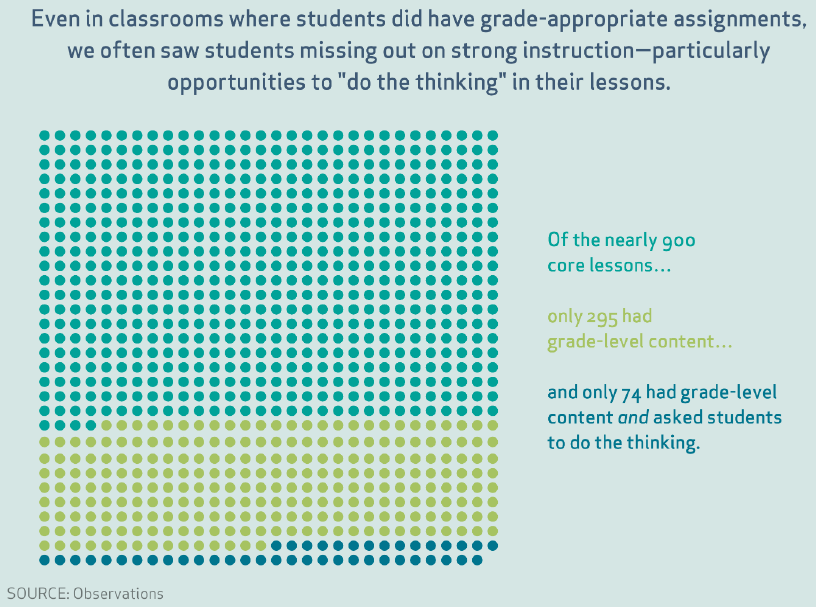 Even in classrooms where students did have grade-appropriate assignments,
we often saw students missing out on strong instruction—particularly
opportunities to "do the thinking" in their lessons.
Of the nearly 900
core lessons...
only 295 had
grade-level content...
and only 74 had grade-level
content and asked students
to do the thinking.
SOURCE: Observations